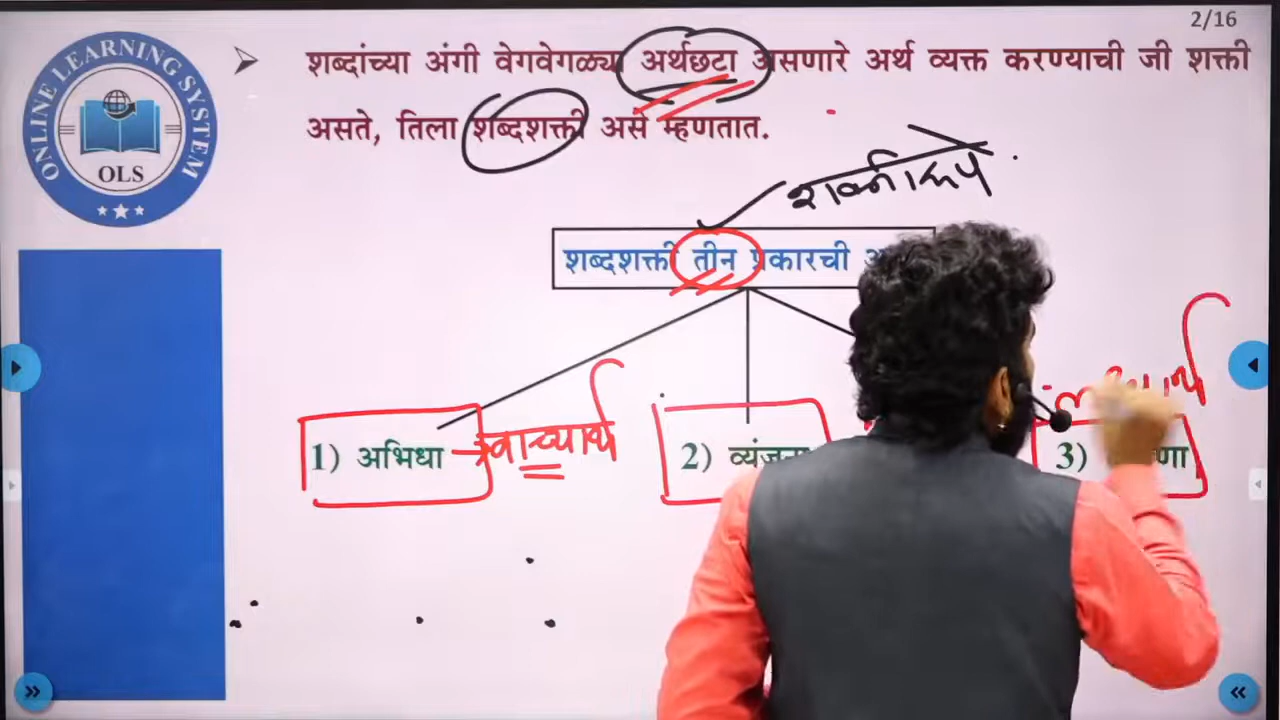 2/16
ONLINE LEARNING SYSTEM
OLS
शब्दांच्या अंगी वेगवेगळ्या अर्थछटा असणारे अर्थ व्यक्त करण्याची जी शक्ती
असते, तिला शब्दशक्ती असे म्हणतात.
शब्दशक्ती तीन प्रकारची
1) अभिधा
वाच्यार्थ
2) व्यंजना
3)